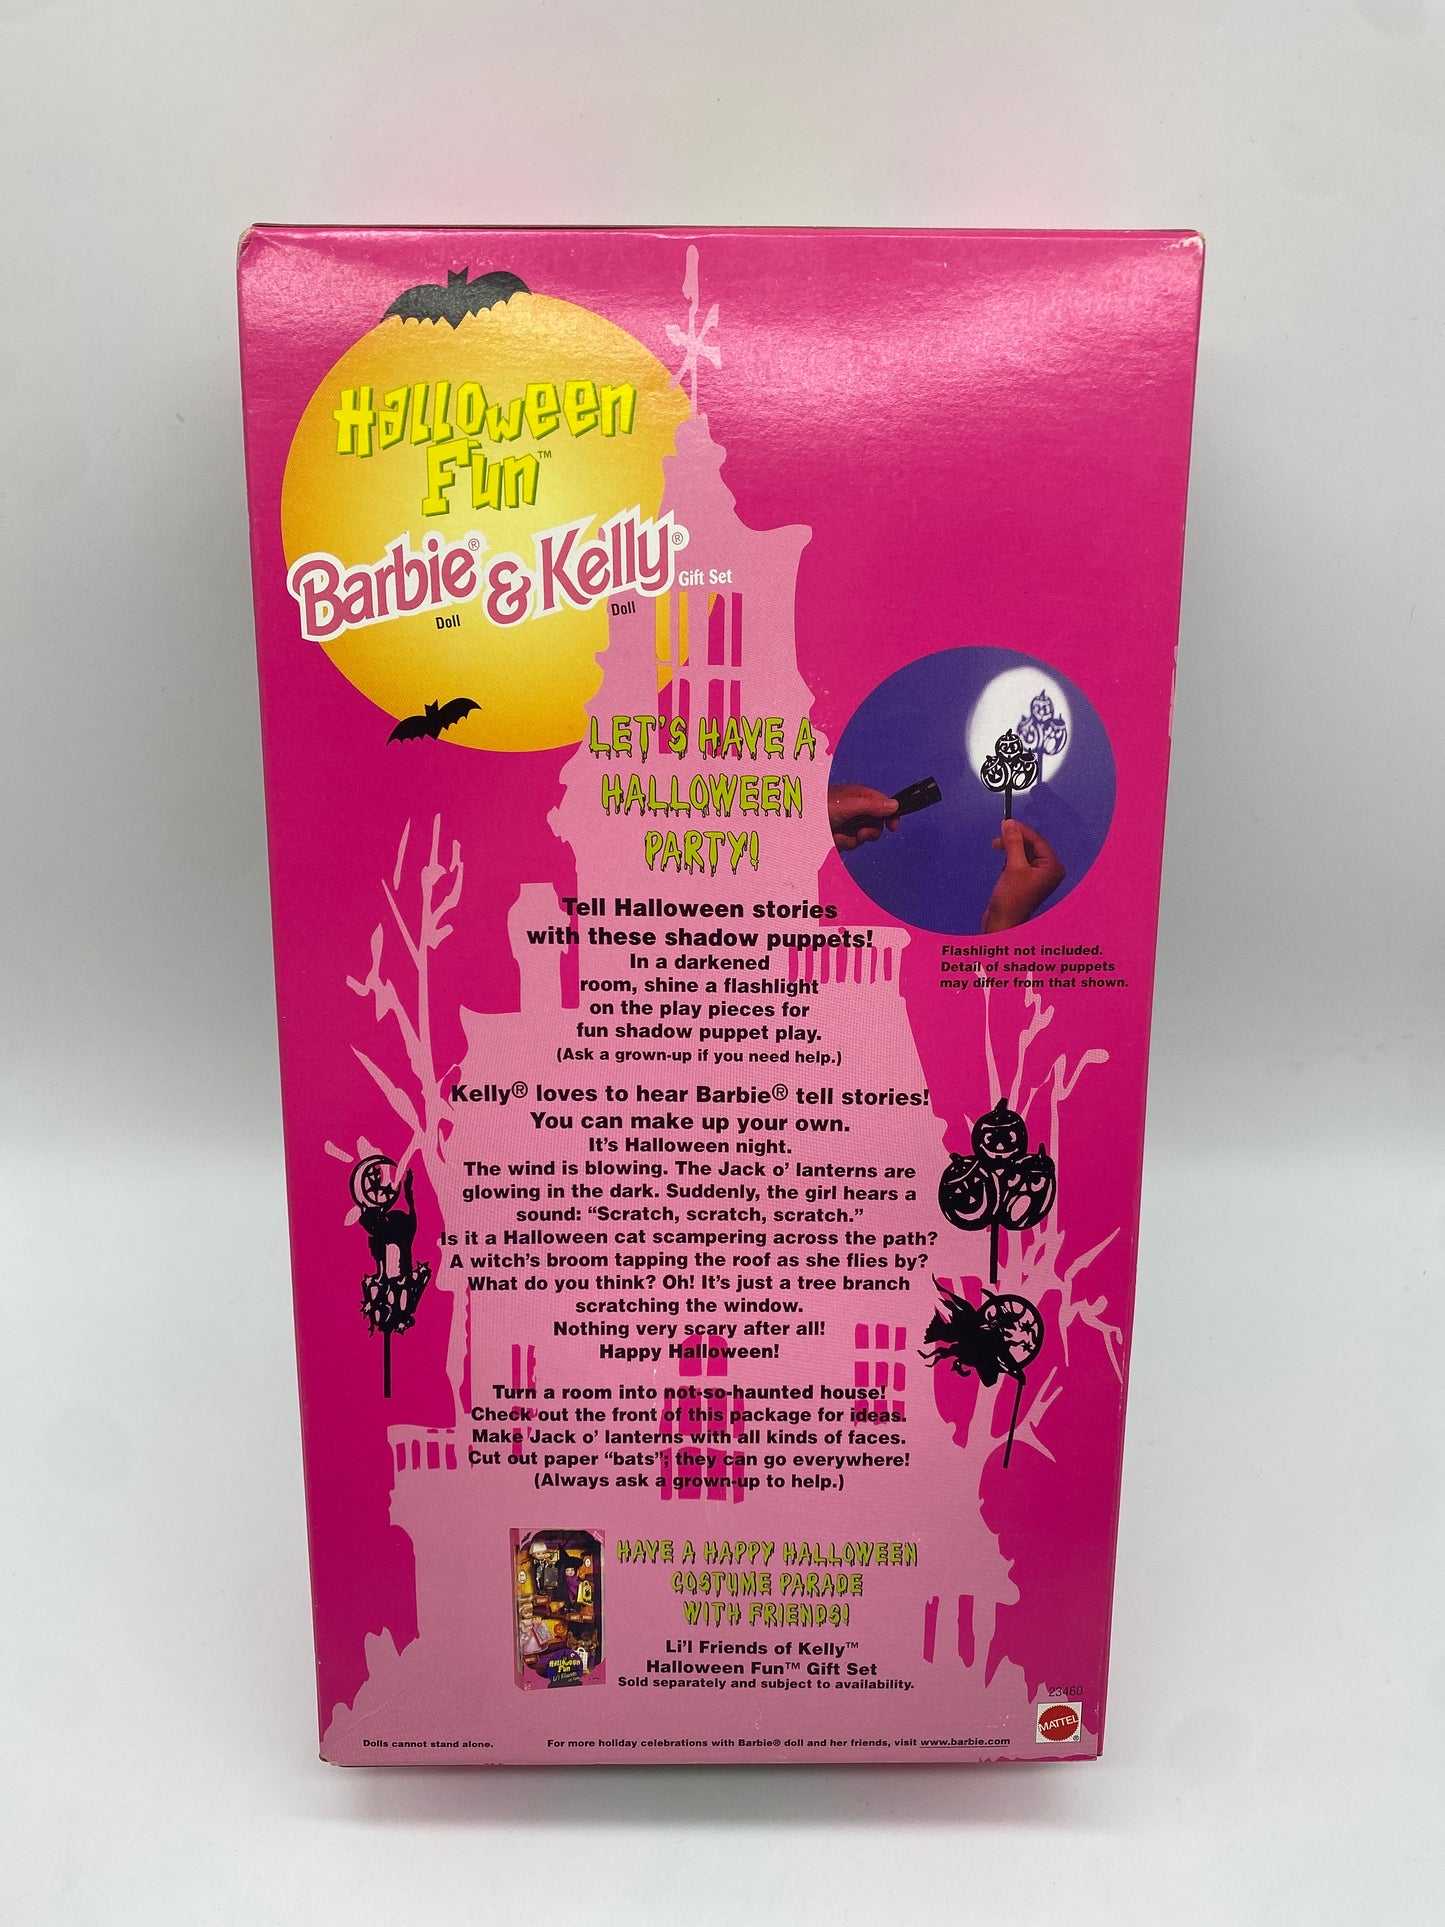 Halloween
Fun™
Barbie® & Kelly® Gift Set
Doll
Doll
LET'S HAVE A
HALLOWEEN
PARTY!
Flashlight not included.
Detail of shadow puppets
may differ from that shown.
Tell Halloween stories
with these shadow puppets!
In a darkened
room, shine a flashlight
on the play pieces for
fun shadow puppet play.
(Ask a grown-up if you need help.)
Kelly® loves to hear Barbie® tell stories!
You can make up your own.
It's Halloween night.
The wind is blowing. The Jack o' lanterns are
glowing in the dark. Suddenly, the girl hears a
sound: “Scratch, scratch, scratch.”
Is it a Halloween cat scampering across the path?
A witch's broom tapping the roof as she flies by?
What do you think? Oh! It's just a tree branch
scratching the window.
Nothing very scary after all!
Happy Halloween!
Turn a room into not-so-haunted house!
Check out the front of this package for ideas.
Make Jack o' lanterns with all kinds of faces.
Cut out paper “bats”; they can go everywhere!
(Always ask a grown-up to help.)
BOO
Halloween
Fun
Li'l Friends
HAVE A HAPPY HALLOWEEN
COSTUME PARADE
WITH FRIENDS!
Li'l Friends of Kelly™
Halloween Fun™ Gift Set
Sold separately and subject to availability.
23460
MATTEL®
Dolls cannot stand alone.
For more holiday celebrations with Barbie® doll and her friends, visit www.barbie.com